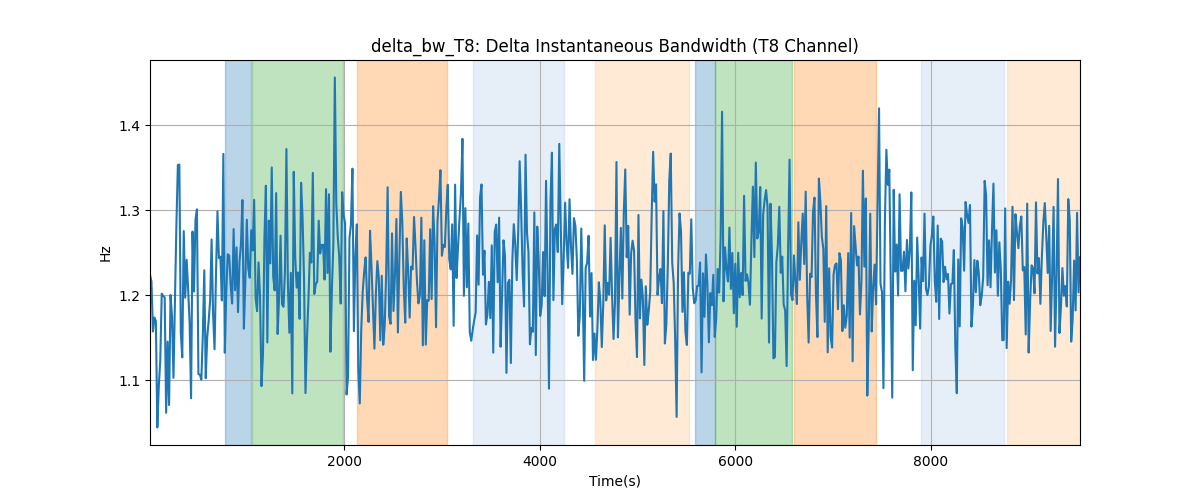 delta_bw_T8: Delta Instantaneous Bandwidth (T8 Channel)
1.4
1.3
1.2
1.1
Hz
2000 4000 6000 8000
Time(s)